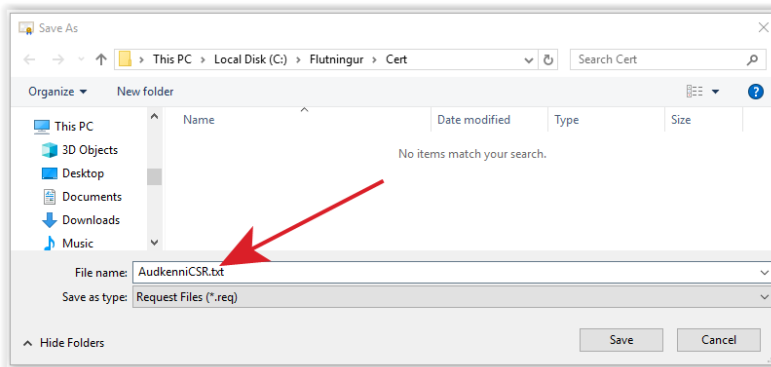 Save As
This PC > Local Disk (C:) > Flutningur > Cert
Search Cert
Organize
New folder
Name
Date modified
Type
Size
No items match your search.
This PC
3D Objects
Desktop
Documents
Downloads
Music
File name: AudkenniCSR.txt
Save as type: Request Files (*.req)
Hide Folders
Save
Cancel